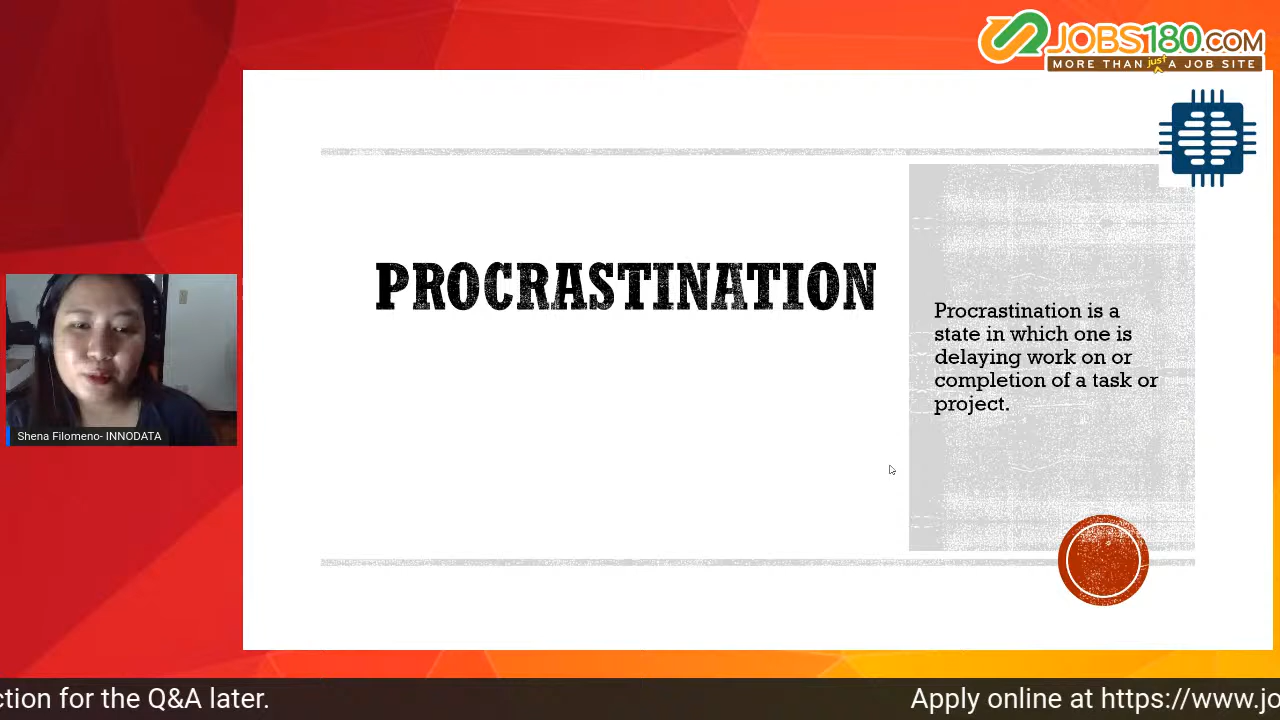 JOBS180.COM
MORE THAN just A JOB SITE
PROCRASTINATION
Procrastination is a
state in which one is
delaying work on or
completion of a task or
project.
Shena Filomeno- INNODATA
ction for the Q&A later.
Apply online at https://www.jo